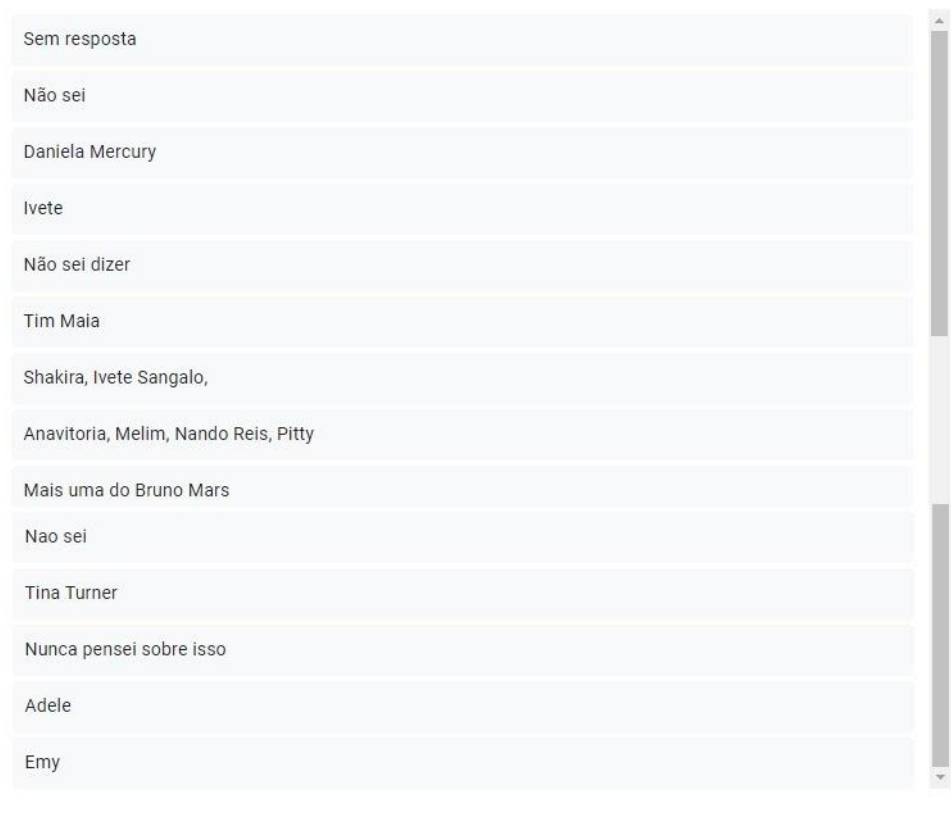 Sem resposta
Não sei
Daniela Mercury
Ivete
Não sei dizer
Tim Maia
Shakira, Ivete Sangalo,
Anavitoria, Melim, Nando Reis, Pitty
Mais uma do Bruno Mars
Nao sei
Tina Turner
Nunca pensei sobre isso
Adele
Emy